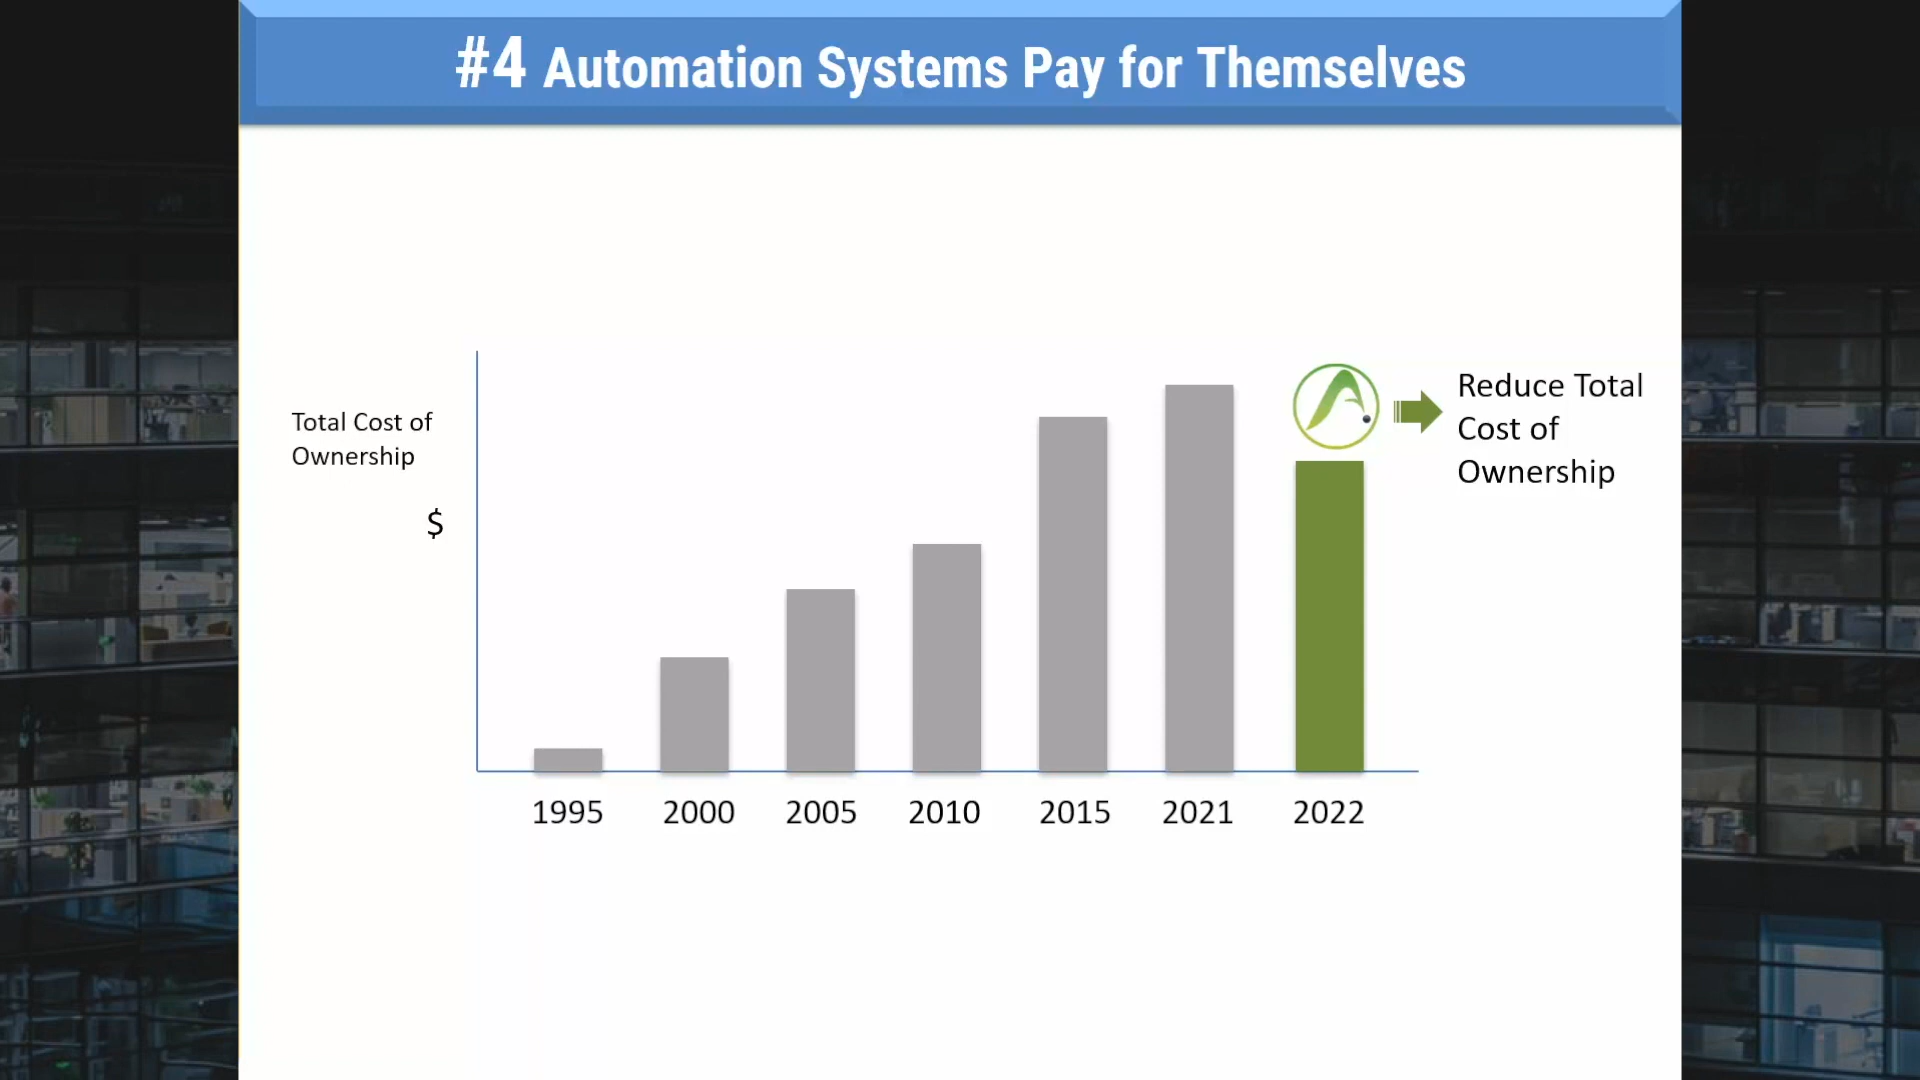 #4 Automation Systems Pay for Themselves
Total Cost of
Ownership
$
Reduce Total
Cost of
Ownership
1995 2000 2005 2010 2015 2021 2022